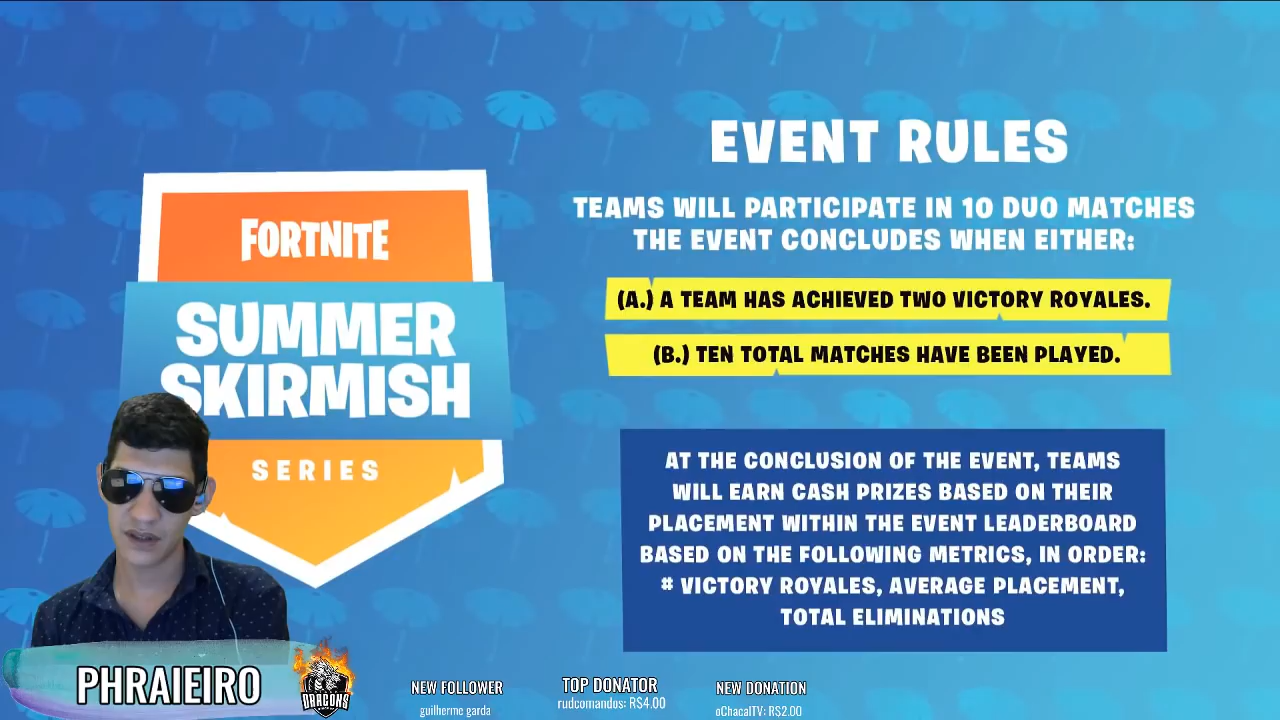 EVENT RULES
TEAMS WILL PARTICIPATE IN 10 DUO MATCHES
THE EVENT CONCLUDES WHEN EITHER:
(A.) A TEAM HAS ACHIEVED TWO VICTORY ROYALES.
(B.) TEN TOTAL MATCHES HAVE BEEN PLAYED.
AT THE CONCLUSION OF THE EVENT, TEAMS
WILL EARN CASH PRIZES BASED ON THEIR
PLACEMENT WITHIN THE EVENT LEADERBOARD
BASED ON THE FOLLOWING METRICS, IN ORDER:
# VICTORY ROYALES, AVERAGE PLACEMENT,
TOTAL ELIMINATIONS
FORTNITE
SUMMER
SKIRMISH
SERIES
PHRAIEIRO
DRAGONS
NEW FOLLOWER
guilherme garda
TOP DONATOR
rudcomandos: R$4.00
NEW DONATION
oChacalTV: R$2.00